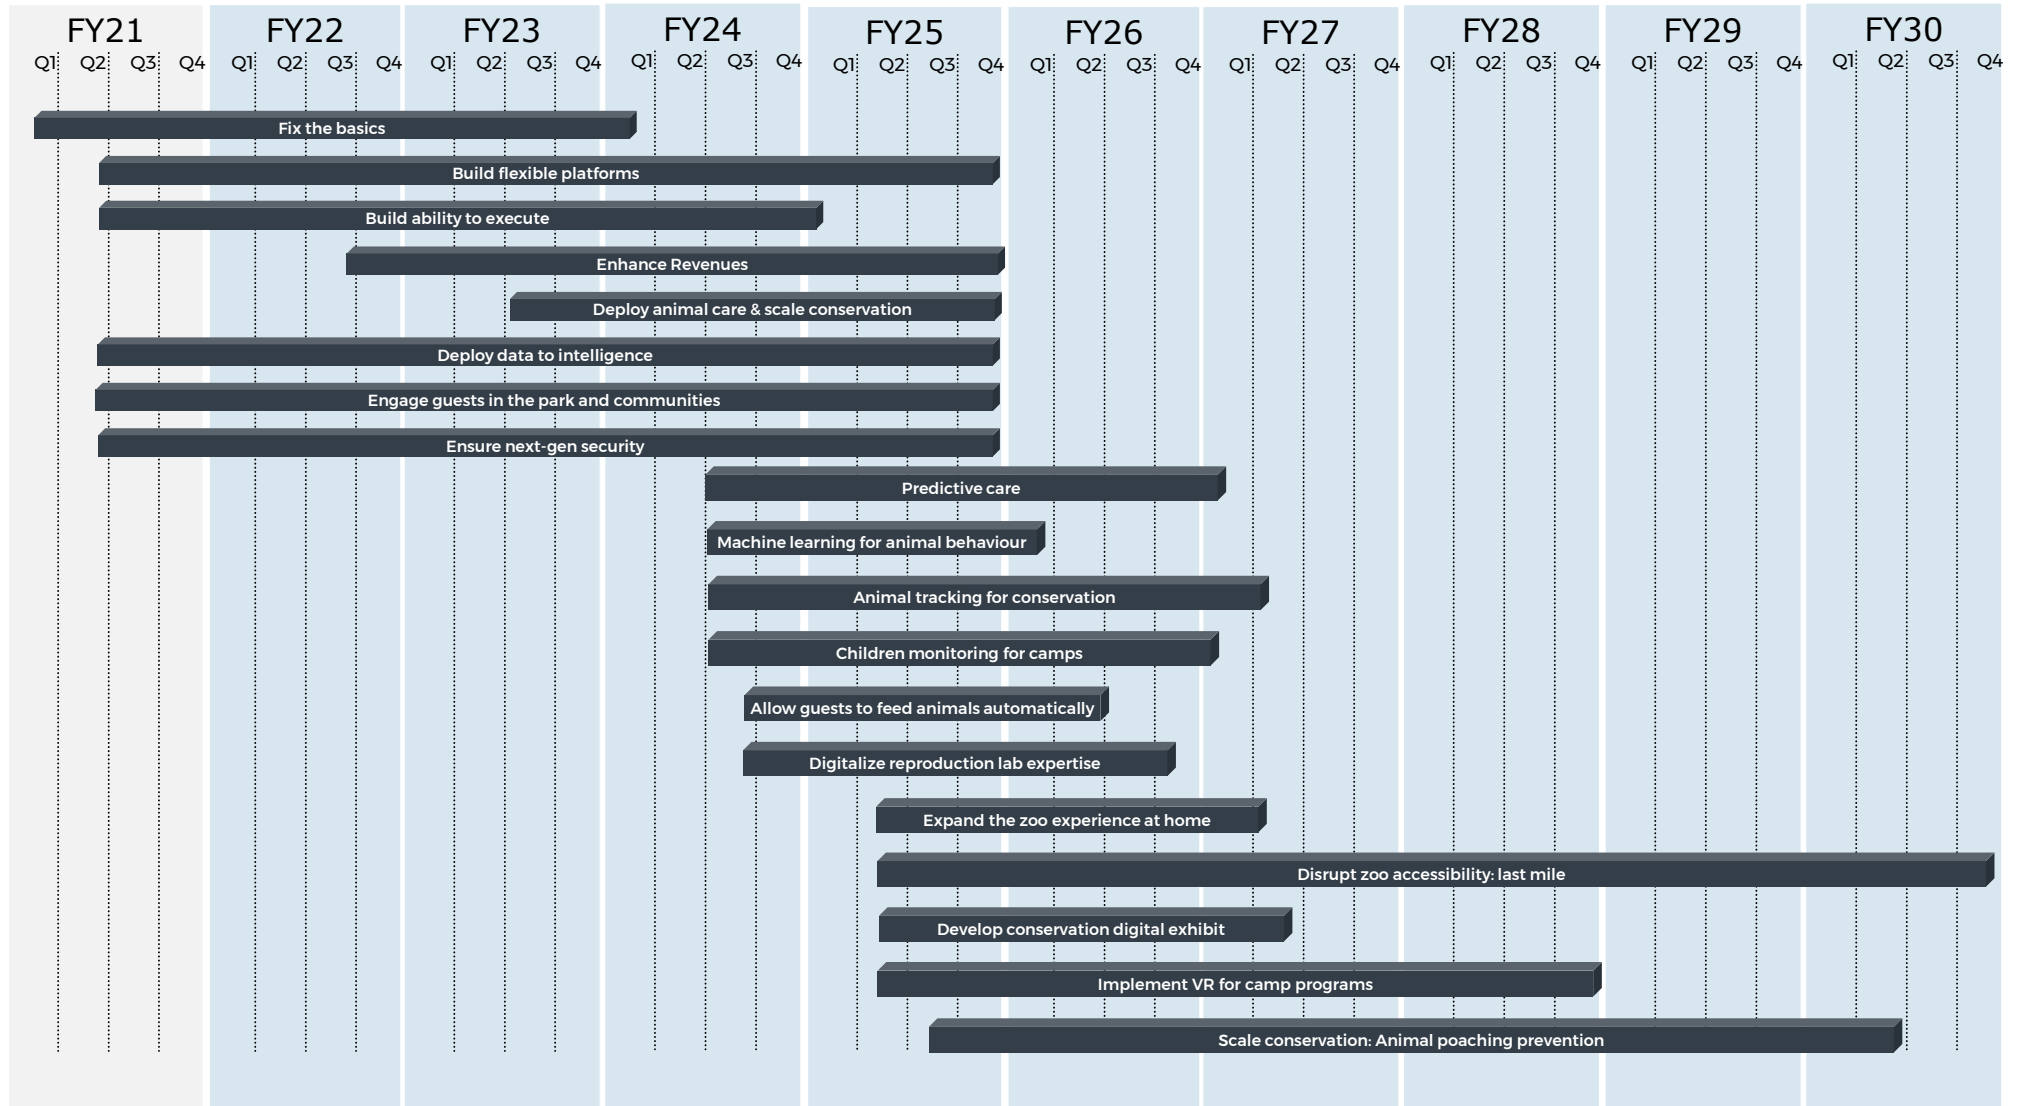 FY21 FY22 FY23 FY24 FY25 FY26 FY27 FY28 FY29 FY30
Q1 Q2 Q3 Q4 Q1 Q2 Q3 Q4 Q1 Q2 Q3 Q4 Q1 Q2 Q3 Q4 Q1 Q2 Q3 Q4 Q1 Q2 Q3 Q4 Q1 Q2 Q3 Q4 Q1 Q2 Q3 Q4 Q1 Q2 Q3 Q4 Q1 Q2 Q3 Q4
Fix the basics
Build flexible platforms
Build ability to execute
Enhance Revenues
Deploy animal care & scale conservation
Deploy data to intelligence
Engage guests in the park and communities
Ensure next-gen security
Predictive care
Machine learning for animal behaviour
Animal tracking for conservation
Children monitoring for camps
Allow guests to feed animals automatically
Digitalize reproduction lab expertise
Expand the zoo experience at home
Disrupt zoo accessibility: last mile
Develop conservation digital exhibit
Implement VR for camp programs
Scale conservation: Animal poaching prevention